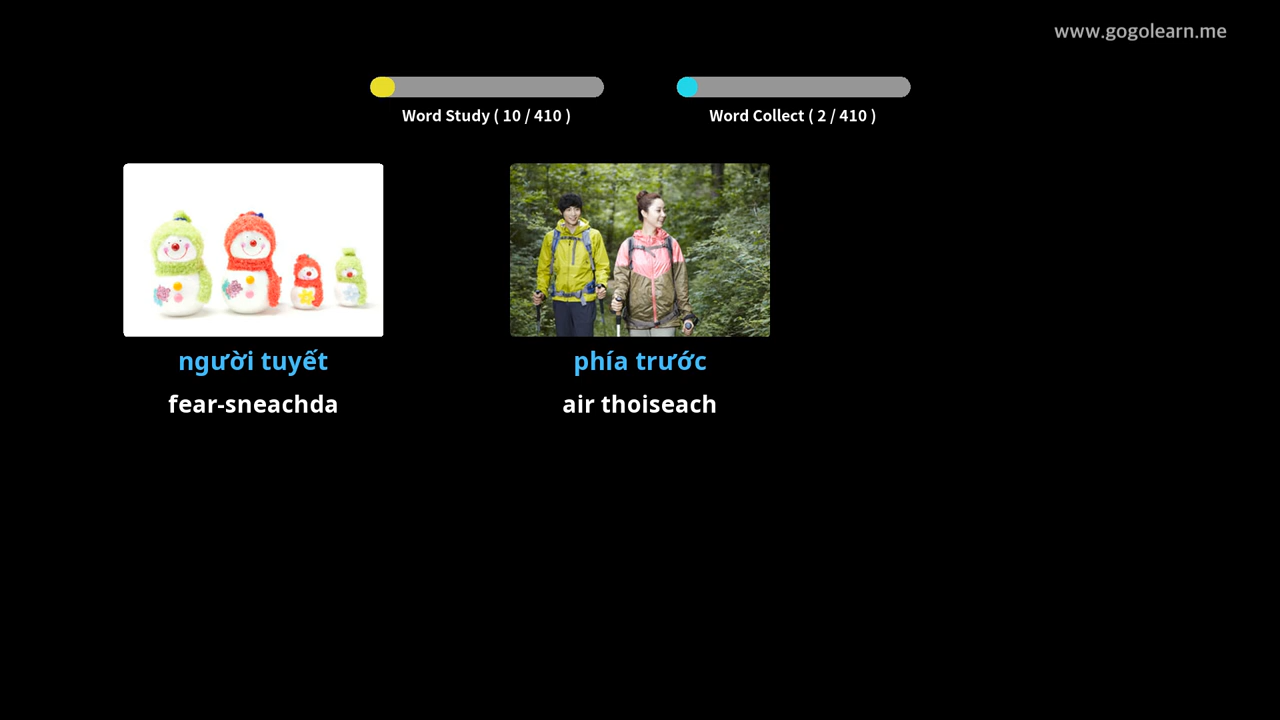 www.gogolearn.me
Word Study ( 10 / 410 )
Word Collect ( 2 / 410 )
người tuyết
fear-sneachda
phía trước
air thoiseach